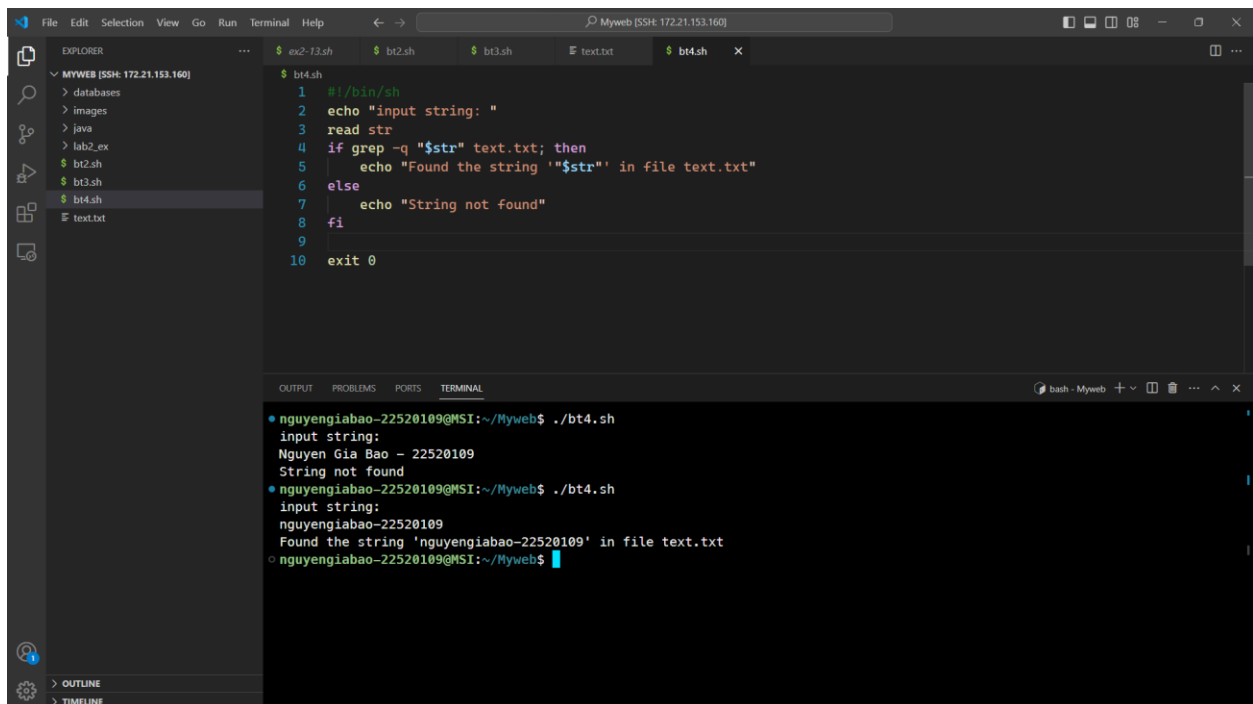 File Edit Selection View Go Run Terminal Help
Myweb [SSH: 172.21.153.160]
EXPLORER
MYWEB [SSH: 172.21.153.160]
databases
images
java
lab2_ex
$ bt2.sh
$ bt3.sh
$ bt4.sh
text.txt
OUTLINE
TIMELINE
1
$ ex2-13.sh $ bt2.sh $ bt3.sh text.txt $ bt4.sh
$ bt4.sh
1 #!/bin/sh
2 echo "input string: "
3 read str
4 if grep -q "$str" text.txt; then
5 echo "Found the string '"$str"' in file text.txt"
6 else
7 echo "String not found"
8 fi
9
10 exit 0
OUTPUT PROBLEMS PORTS TERMINAL
bash - Myweb
nguyengiabao-22520109@MSI:~/Myweb$ ./bt4.sh
input string:
Nguyen Gia Bao - 22520109
String not found
nguyengiabao-22520109@MSI:~/Myweb$ ./bt4.sh
input string:
nguyengiabao-22520109
Found the string 'nguyengiabao-22520109' in file text.txt
nguyengiabao-22520109@MSI:~/Myweb$